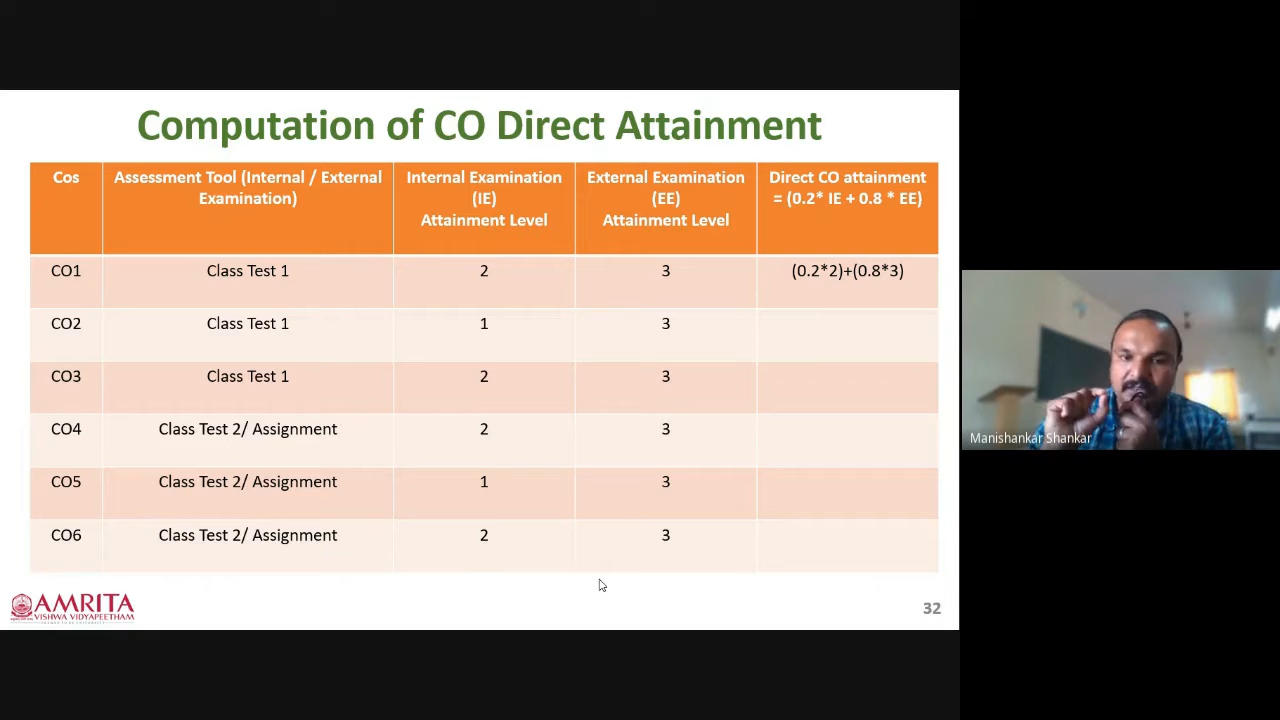 Computation of CO Direct Attainment
Cos
Assessment Tool (Internal / External
Examination)
Internal Examination
(IE)
Attainment Level
External Examination
(EE)
Attainment Level
Direct CO attainment
= (0.2* IE + 0.8 * EE)
CO1 Class Test 1 2 3 (0.2*2)+(0.8*3)
CO2 Class Test 1 1 3
CO3 Class Test 1 2 3
CO4 Class Test 2/ Assignment 2 3
CO5 Class Test 2/ Assignment 1 3
CO6 Class Test 2/ Assignment 2 3
AMRITA
VISHWA VIDYAPEETHAM
32
Manishankar Shankar